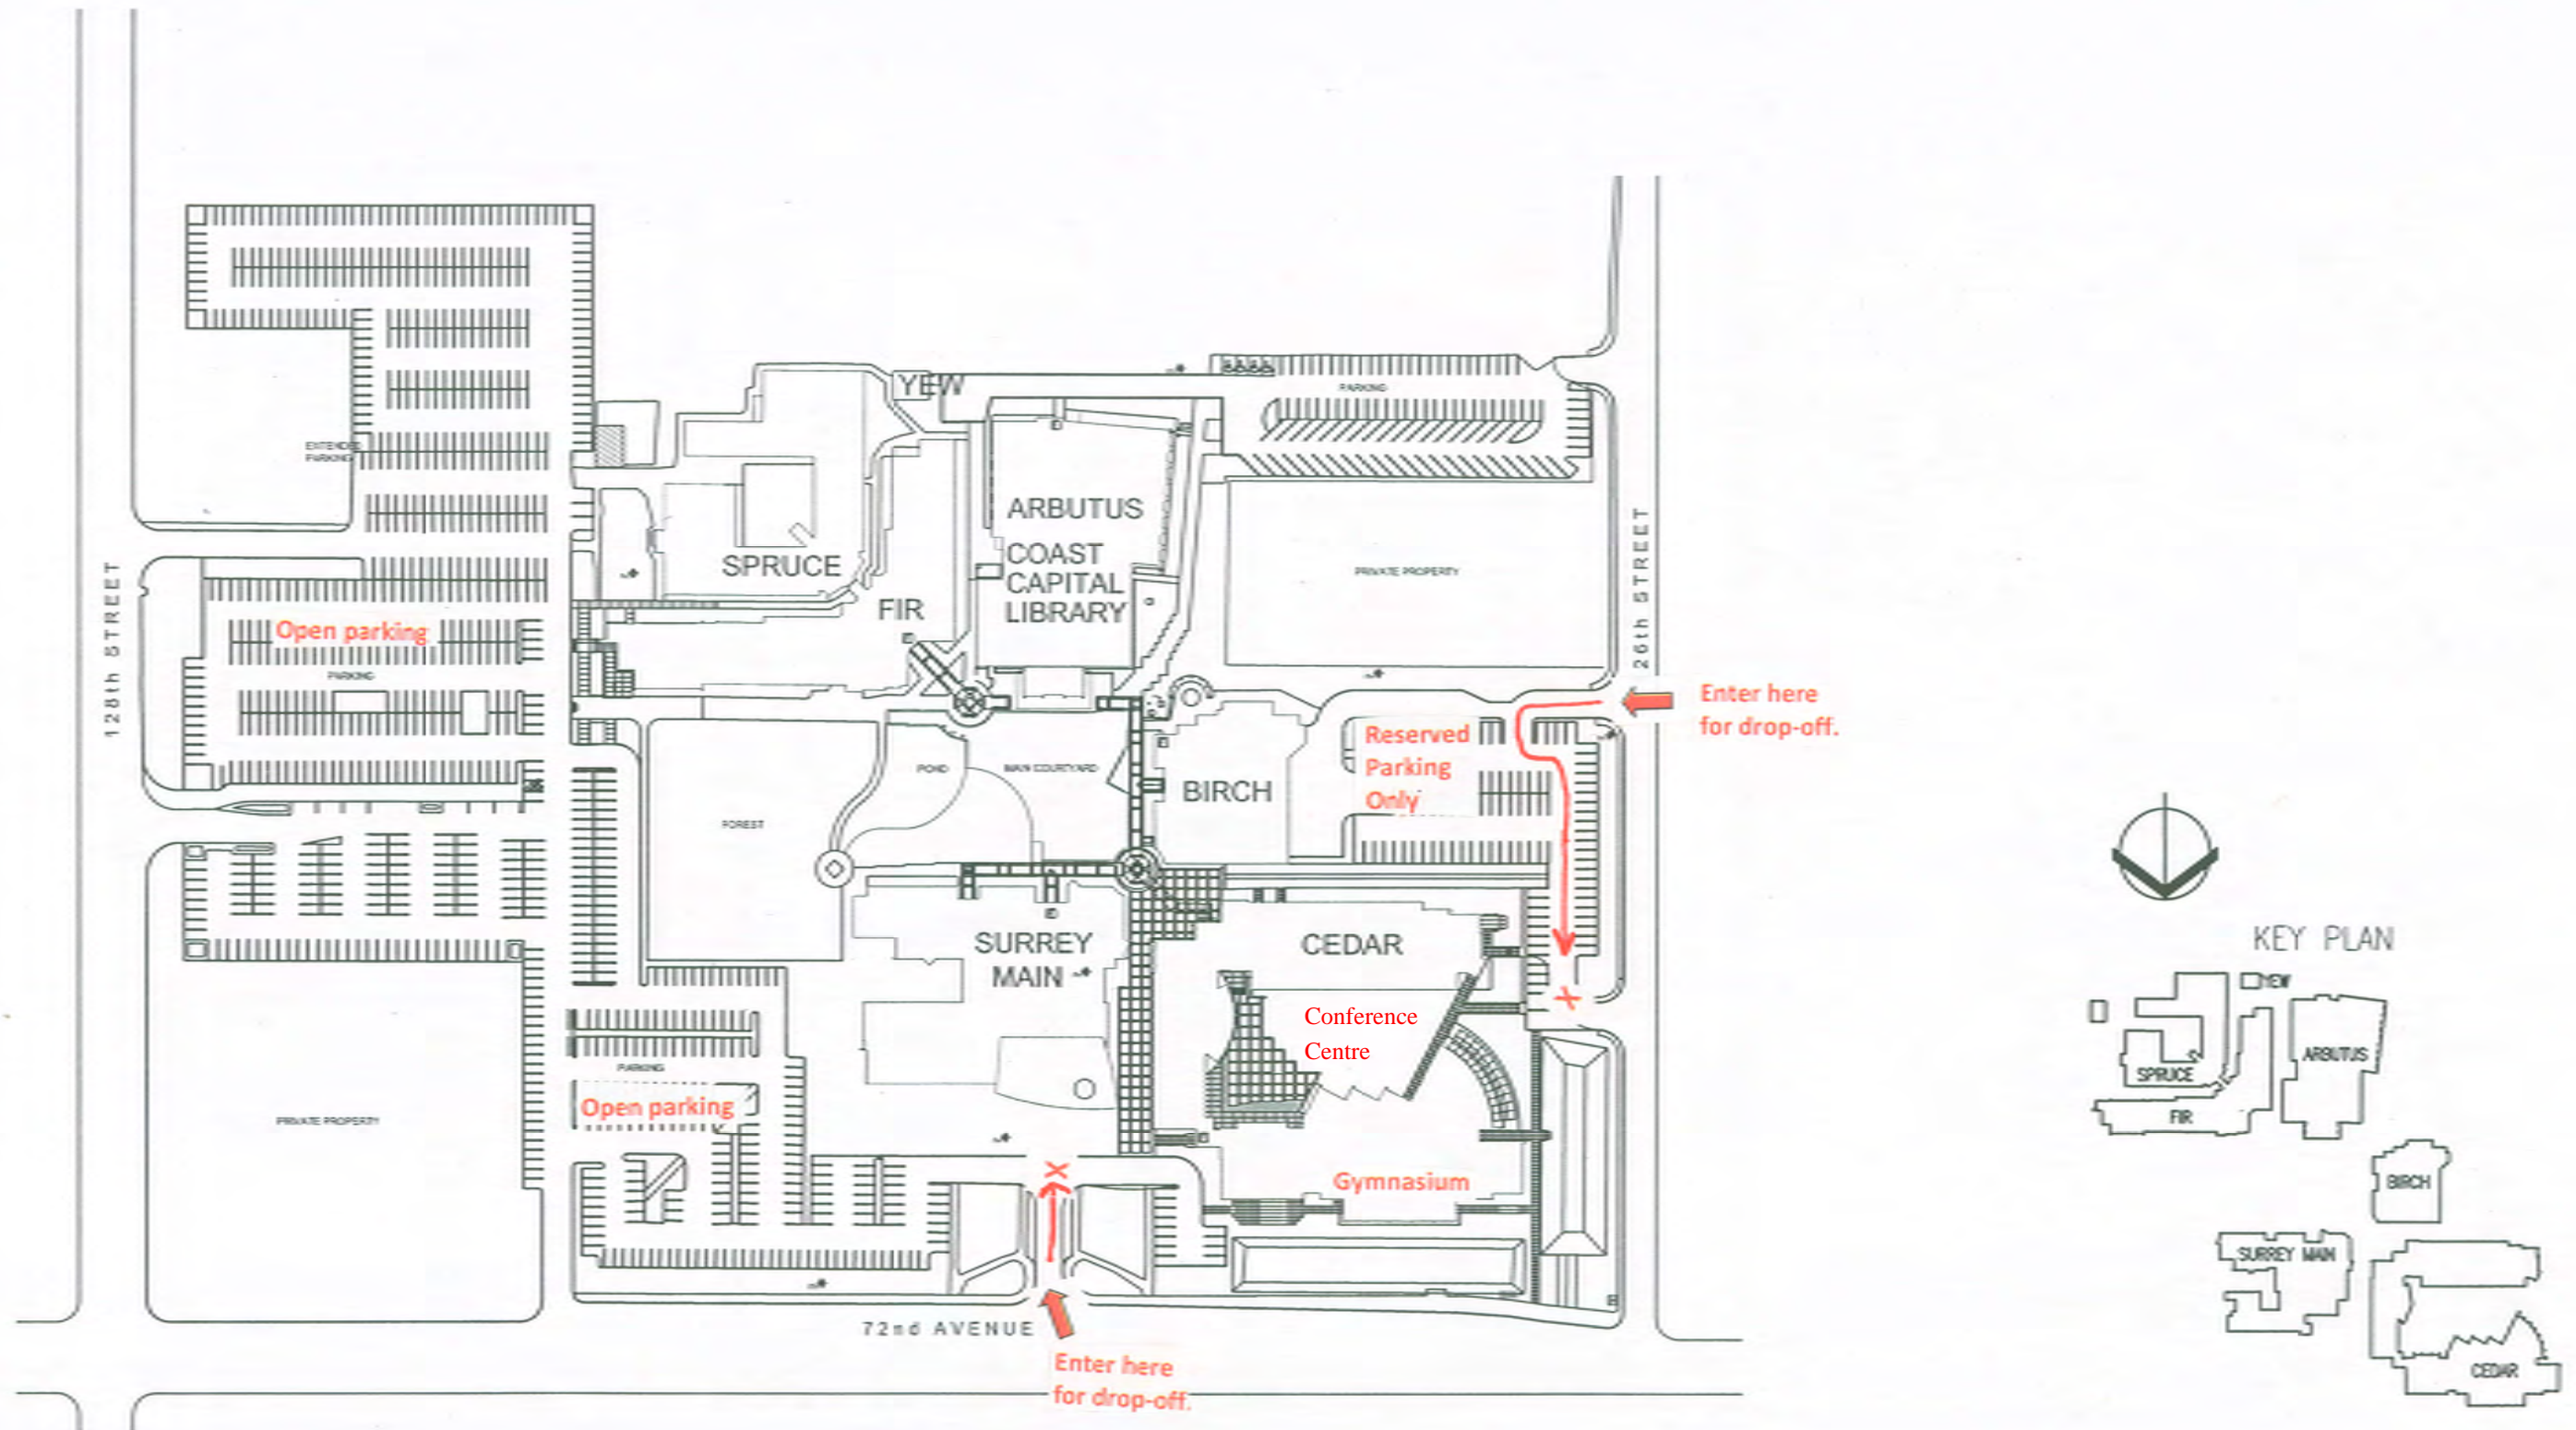 YEW
PARKING
EXTENDED
PARKING
ARBUTUS
COAST
CAPITAL
LIBRARY
SPRUCE
FIR
PRIVATE PROPERTY
128th STREET
26th STREET
Open parking
PARKING
Enter here
for drop-off.
Reserved
Parking
Only
POND
MAIN COURTYARD
BIRCH
FOREST
SURREY
MAIN
CEDAR
Conference
Centre
PARKING
Open parking
PRIVATE PROPERTY
X
Gymnasium
X
72nd AVENUE
Enter here
for drop-off.
KEY PLAN
YEW
ARBUTUS
SPRUCE
FIR
BIRCH
SURREY MAIN
CEDAR